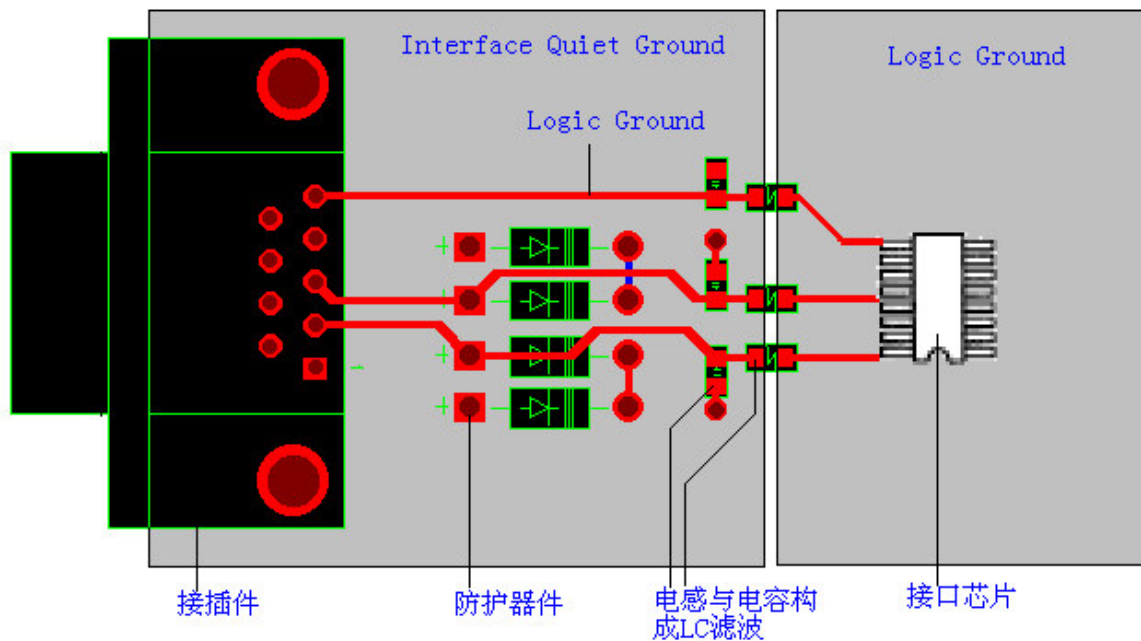 Interface Quiet Ground
Logic Ground
Logic Ground
接插件
防护器件
电感与电容构
成LC滤波
接口芯片